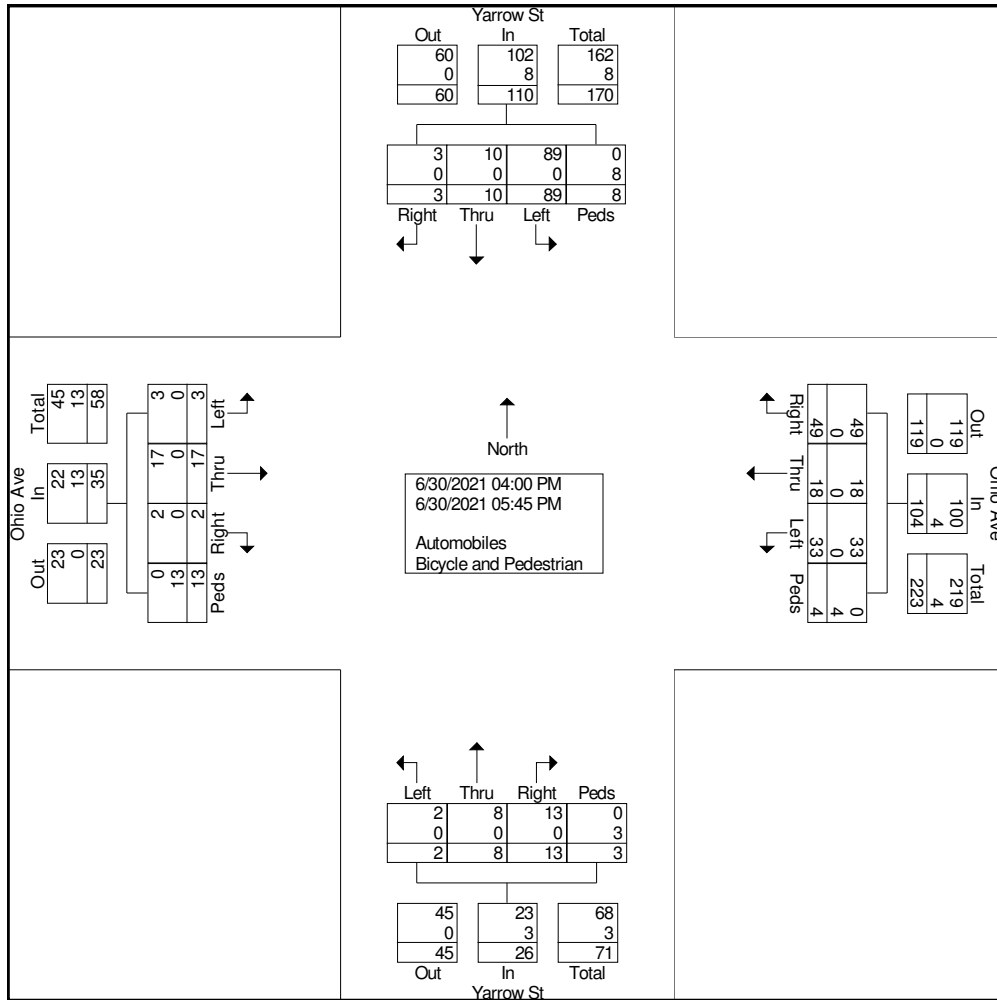 Yarrow St
Out In Total
60 102 162
0 8 8
60 110 170
3 10 89 0
0 0 0 8
3 10 89 8
Right Thru Left Peds
Ohio Ave
Total In Out
45 22 23
13 13 0
58 35 23
3 17 2 0
0 0 0 13
3 17 2 13
Left Thru Right Peds
North
6/30/2021 04:00 PM
6/30/2021 05:45 PM
Automobiles
Bicycle and Pedestrian
Right Thru Left Peds
49 18 33 0
0 0 0 4
49 18 33 4
Out In Total
119 100 219
0 4 4
119 104 223
Ohio Ave
Left Thru Right Peds
2 8 13 0
0 0 0 3
2 8 13 3
45 23 68
0 3 3
45 26 71
Out In Total
Yarrow St